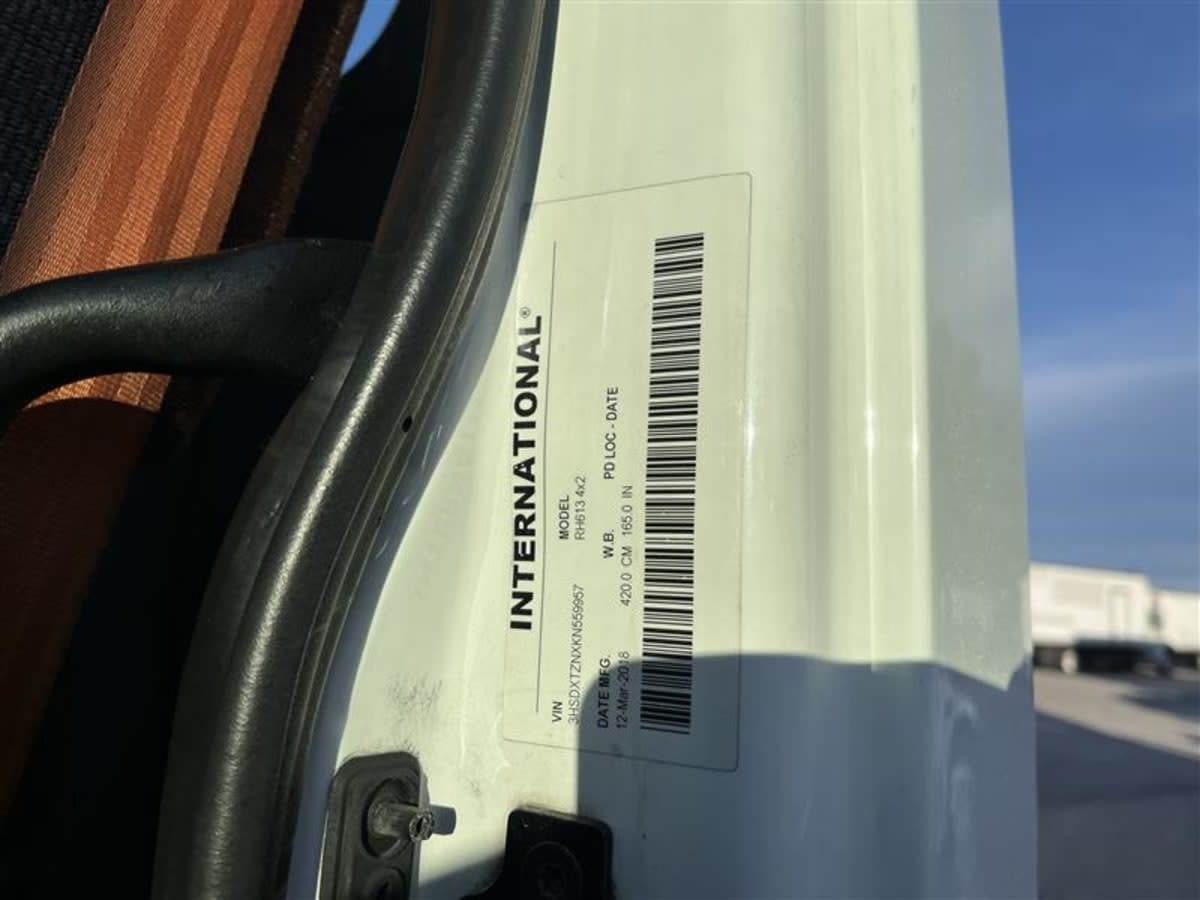 INTERNATIONAL®
VIN MODEL
3HSDXTZNXKN559957 RH613 4x2
DATE MFG. W.B. PD LOC - DATE
12-Mar-2018 420.0 CM 165.0 IN